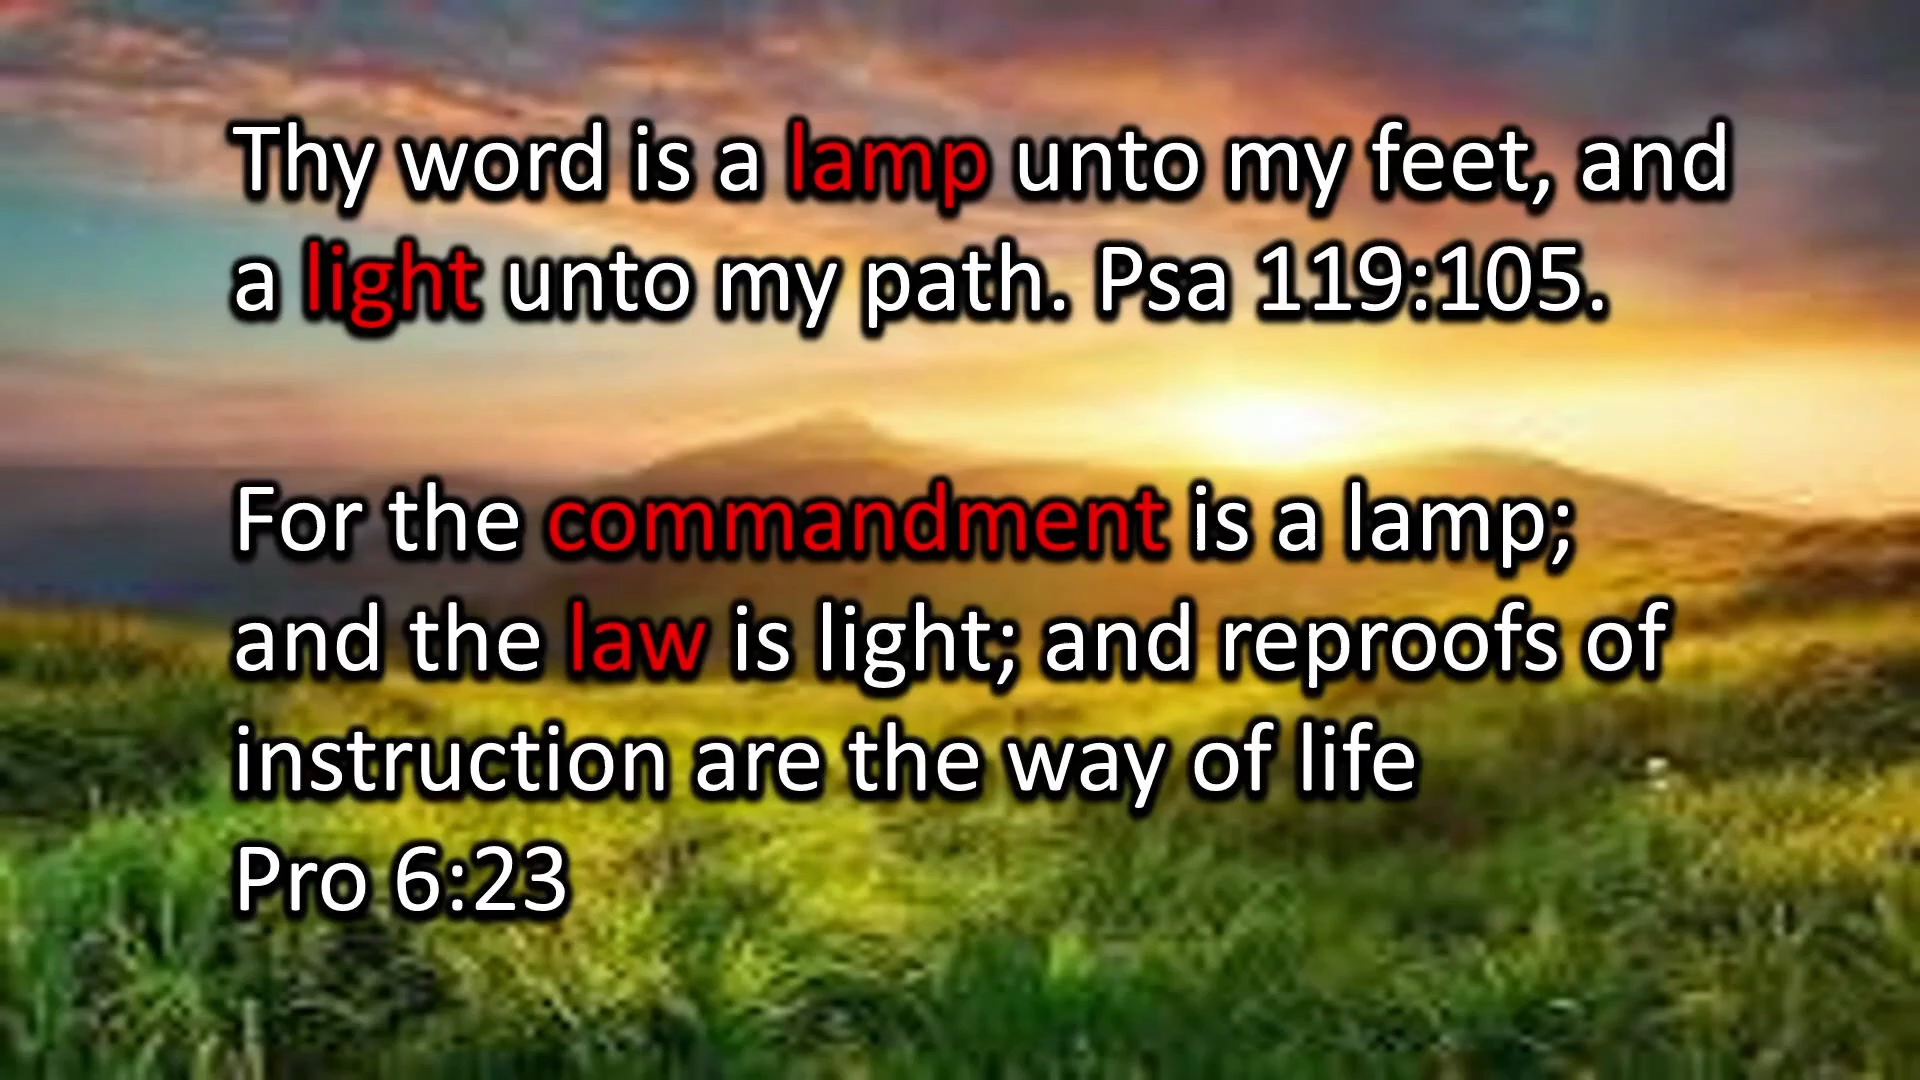 Thy word is a lamp unto my feet, and
a light unto my path. Psa 119:105.
For the commandment is a lamp;
and the law is light; and reproofs of
instruction are the way of life
Pro 6:23